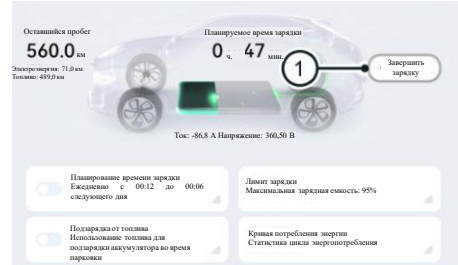 Оставшийся пробег
560.0 км
Электроэнергия: 71,0 км
Топливо: 489,0 км
Планируемое время зарядки
0 ч. 47 мин.
1
Завершить
зарядку
Ток: -86,8 А Напряжение: 360,50 В
Планирование времени зарядки
Ежедневно с 00:12 до 00:06
следующего дня
Лимит зарядки
Максимальная зарядная емкость: 95%
Подзарядка от топлива
Использование топлива для
подзарядки аккумулятора во время
парковки
Кривая потребления энергии
Статистика цикла энергопотребления